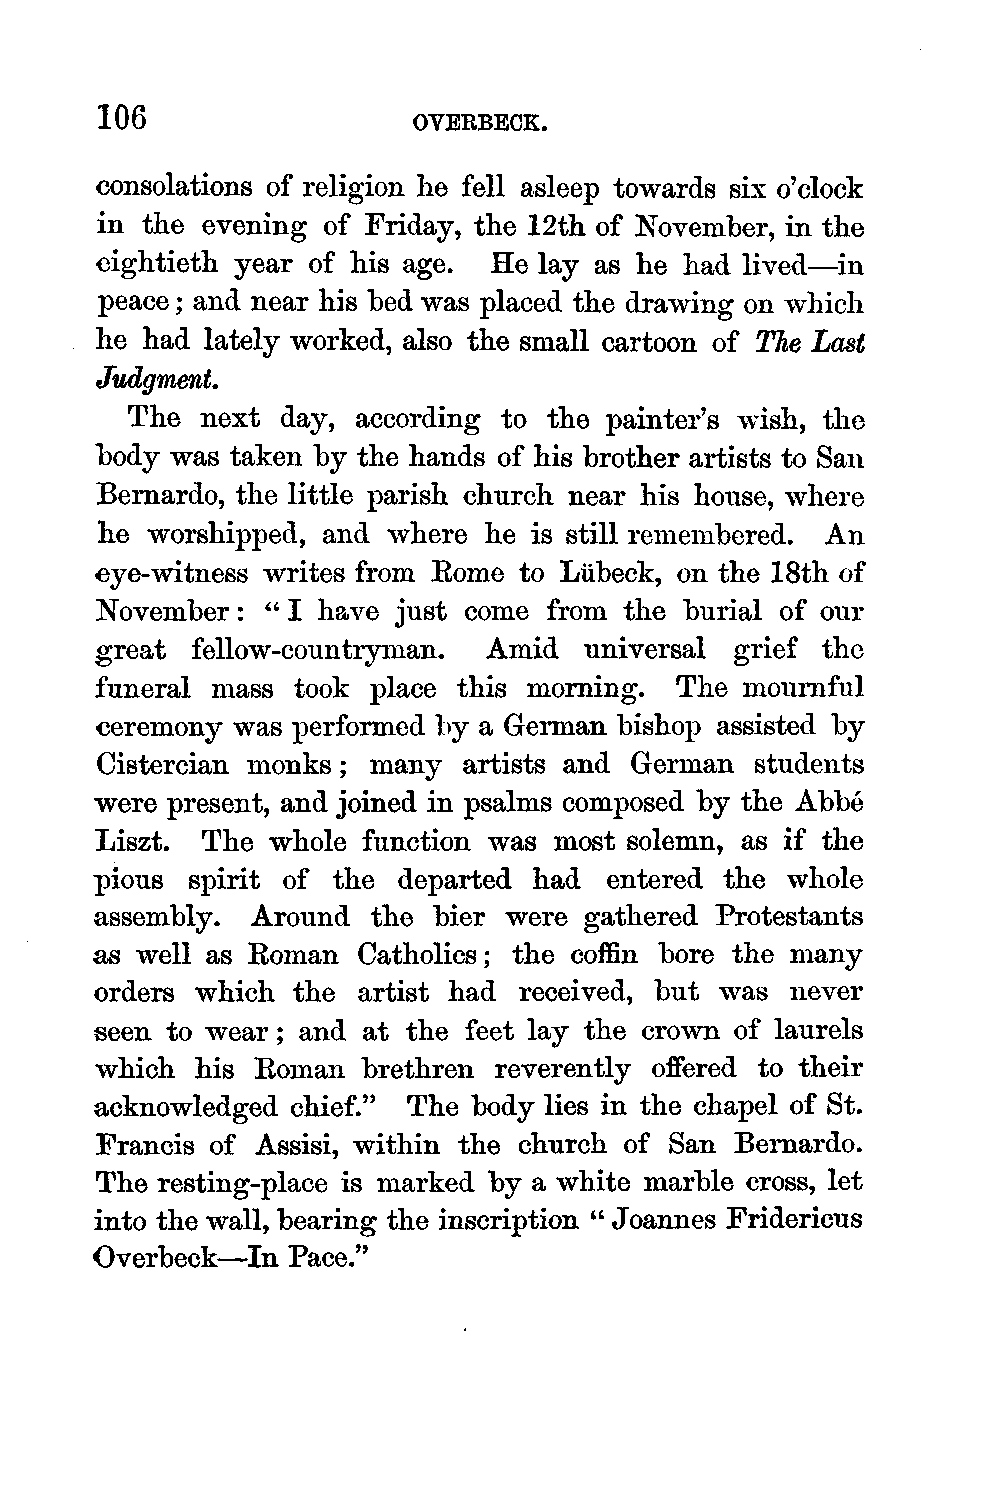 106 OVERBECK.
consolations of religion he fell asleep towards six o'clock
in the evening of Friday, the 12th of November, in the
eightieth year of his age. He lay as he had lived—in
peace; and near his bed was placed the drawing on which
he had lately worked, also the small cartoon of The Last
Judgment.
The next day, according to the painter's wish, the
body was taken by the hands of his brother artists to San
Bernardo, the little parish church near his house, where
he worshipped, and where he is still remembered. An
eye-witness writes from Rome to Lübeck, on the 18th of
November: "I have just come from the burial of our
great fellow-countryman. Amid universal grief the
funeral mass took place this morning. The mournful
ceremony was performed by a German bishop assisted by
Cistercian monks; many artists and German students
were present, and joined in psalms composed by the Abbé
Liszt. The whole function was most solemn, as if the
pious spirit of the departed had entered the whole
assembly. Around the bier were gathered Protestants
as well as Roman Catholics; the coffin bore the many
orders which the artist had received, but was never
seen to wear; and at the feet lay the crown of laurels
which his Roman brethren reverently offered to their
acknowledged chief." The body lies in the chapel of St.
Francis of Assisi, within the church of San Bernardo.
The resting-place is marked by a white marble cross, let
into the wall, bearing the inscription "Joannes Fridericus
Overbeck—In Pace."